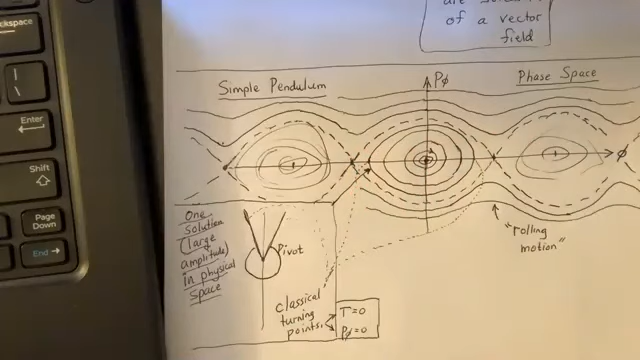 of a vector
field
Simple Pendulum
Pϕ
Phase Space
ϕ
One
solution
(large
amplitude)
in physical
space
Pivot
"rolling
motion"
classical
turning
points
T=0
Pϕ=0
Backspace
|
\
Enter
Shift
Page
Down
End